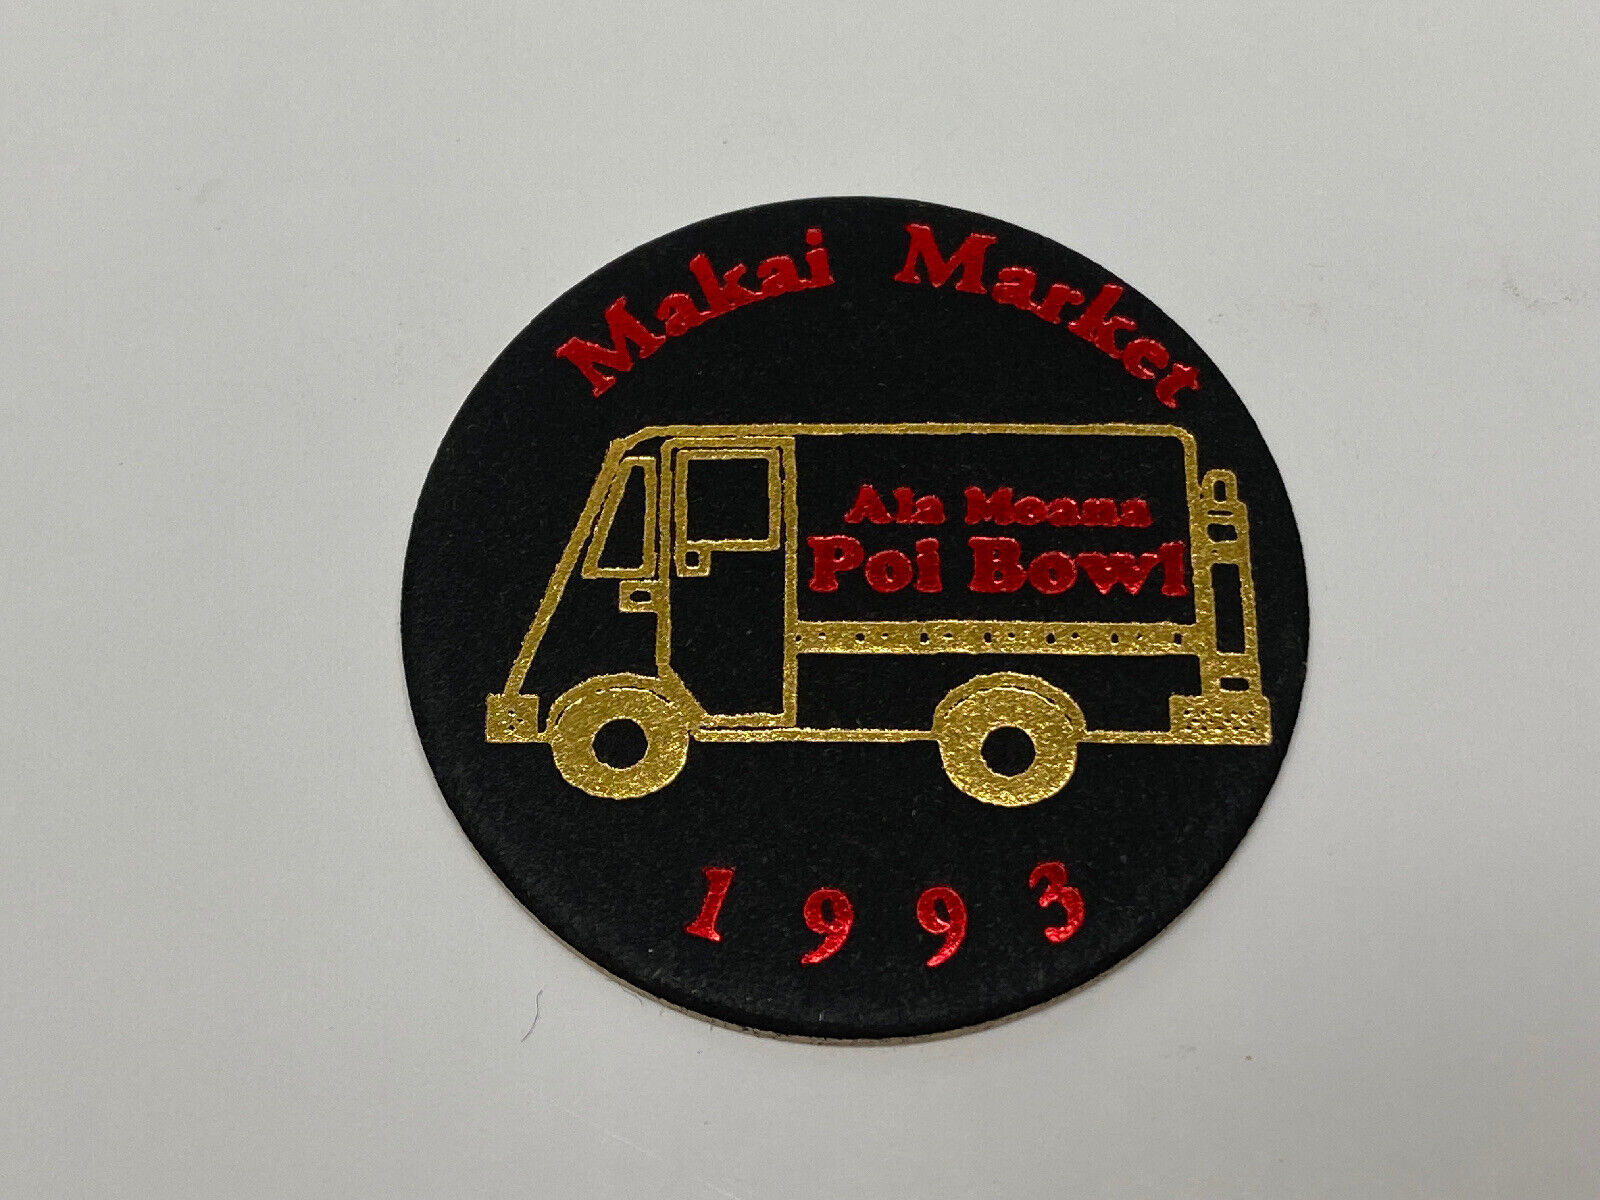 Makai Market
Ala Moana
Poi Bowl
1993